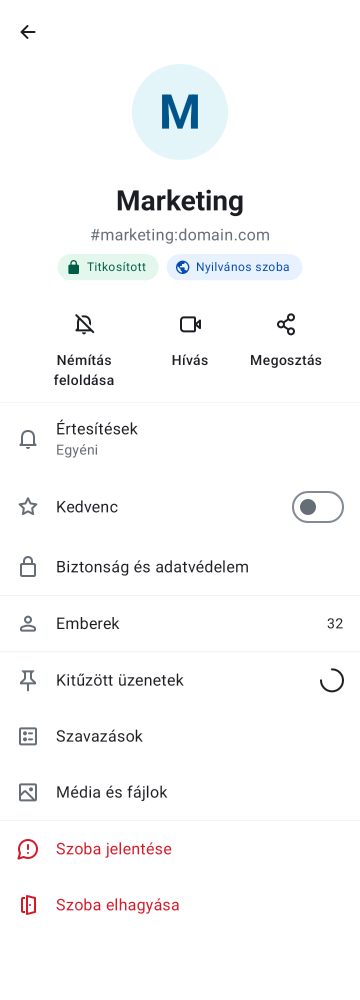 M
Marketing
#marketing:domain.com
Titkosított
Nyilvános szoba
Némítás
feloldása
Hívás
Megosztás
Értesítések
Egyéni
Kedvenc
Biztonság és adatvédelem
Emberek
32
Kitűzött üzenetek
Szavazások
Média és fájlok
Szoba jelentése
Szoba elhagyása